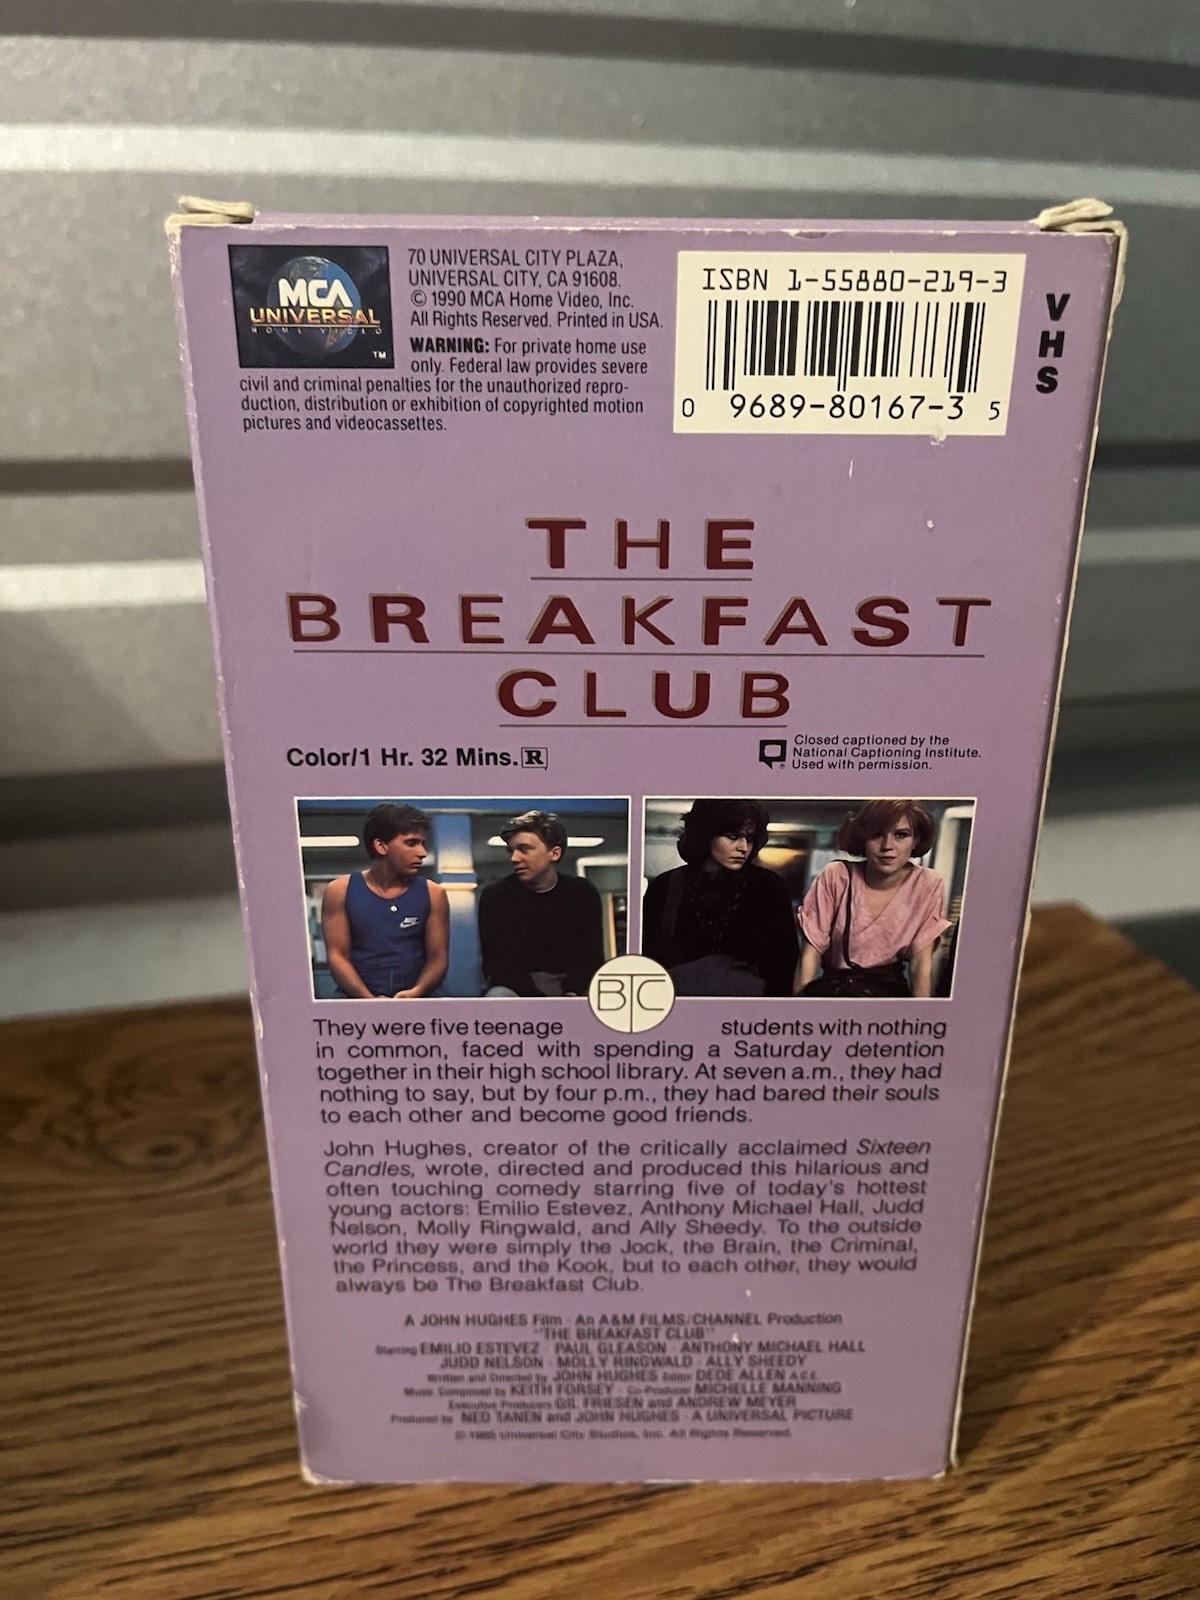 MCA
UNIVERSAL
HOME VIDEO
TM
70 UNIVERSAL CITY PLAZA,
UNIVERSAL CITY, CA 91608.
© 1990 MCA Home Video, Inc.
All Rights Reserved. Printed in USA.
WARNING: For private home use
only. Federal law provides severe
civil and criminal penalties for the unauthorized repro-
duction, distribution or exhibition of copyrighted motion
pictures and videocassettes.
ISBN 1-55880-219-3
0 9689-80167-3 5
VHS
THE
BREAKFAST
CLUB
Color/1 Hr. 32 Mins. R
Closed captioned by the
National Captioning Institute.
Used with permission.
NIKE
BTC
They were five teenage students with nothing
in common, faced with spending a Saturday detention
together in their high school library. At seven a.m., they had
nothing to say, but by four p.m., they had bared their souls
to each other and become good friends.
John Hughes, creator of the critically acclaimed Sixteen
Candles, wrote, directed and produced this hilarious and
often touching comedy starring five of today's hottest
young actors: Emilio Estevez, Anthony Michael Hall, Judd
Nelson, Molly Ringwald, and Ally Sheedy. To the outside
world they were simply the Jock, the Brain, the Criminal,
the Princess, and the Kook, but to each other, they would
always be The Breakfast Club.
A JOHN HUGHES Film · An A&M FILMS/CHANNEL Production
"THE BREAKFAST CLUB"
Starring EMILIO ESTEVEZ · PAUL GLEASON · ANTHONY MICHAEL HALL
JUDD NELSON · MOLLY RINGWALD · ALLY SHEEDY
Written and Directed by JOHN HUGHES Editor DEDE ALLEN A.C.E.
Music Composed by KEITH FORSEY · Co-Producer MICHELLE MANNING
Executive Producers GIL FRIESEN and ANDREW MEYER
Produced by NED TANEN and JOHN HUGHES · A UNIVERSAL PICTURE
© 1985 Universal City Studios, Inc. All Rights Reserved.